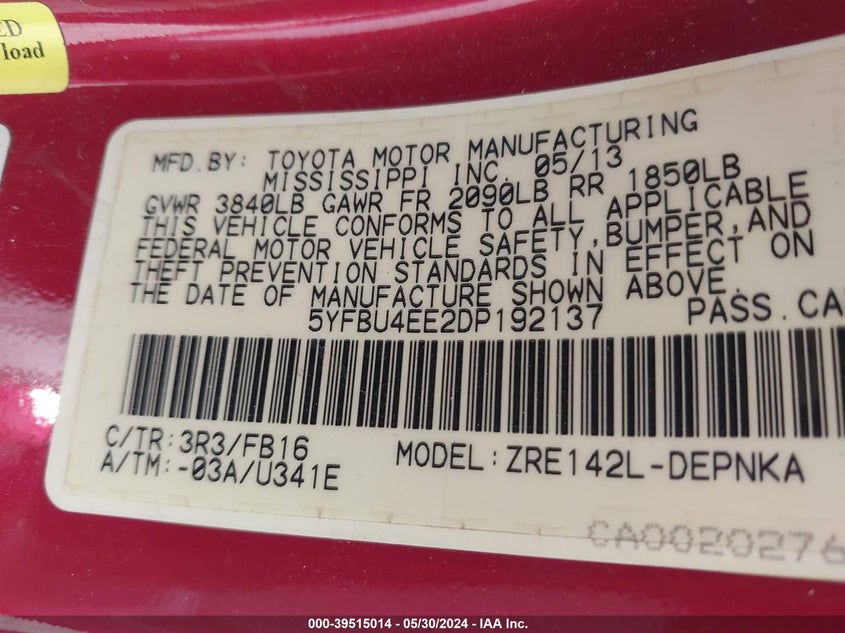 ED
load
MFD.BY: TOYOTA MOTOR MANUFACTURING
MISSISSIPPI INC. 05/13
GVWR 3840LB GAWR FR 2090LB RR 1850LB
THIS VEHICLE CONFORMS TO ALL APPLICABLE
FEDERAL MOTOR VEHICLE SAFETY,BUMPER,AND
THEFT PREVENTION STANDARDS IN EFFECT ON
THE DATE OF MANUFACTURE SHOWN ABOVE.
5YFBU4EE2DP192137 PASS.CA
C/TR:3R3/FB16 MODEL:ZRE142L-DEPNKA
A/TM:-03A/U341E
CA0020276
000-39515014 - 05/30/2024 - IAA Inc.